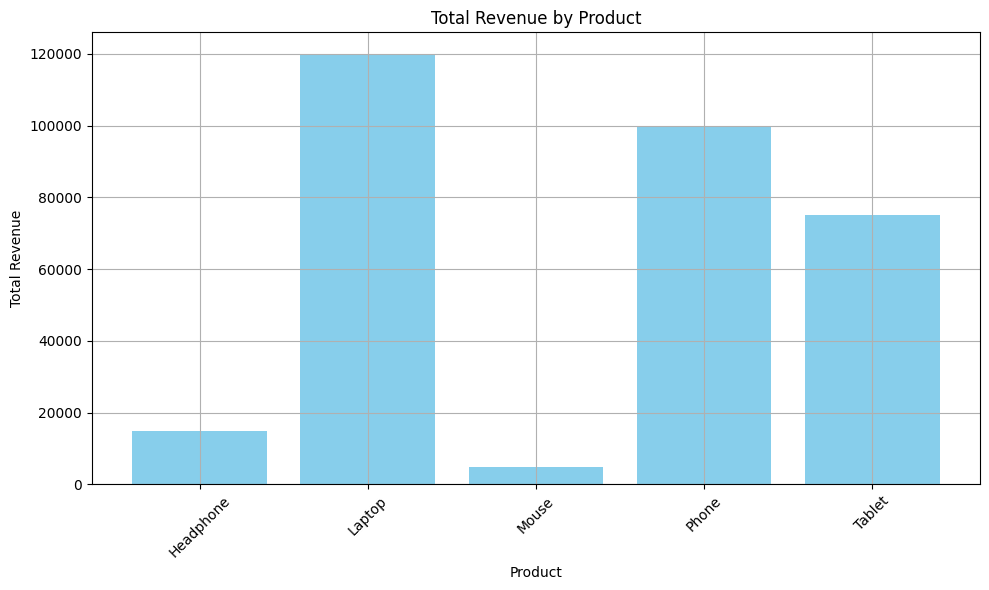 Total Revenue by Product
Total Revenue
120000
100000
80000
60000
40000
20000
0
Headphone
Laptop
Mouse
Phone
Tablet
Product